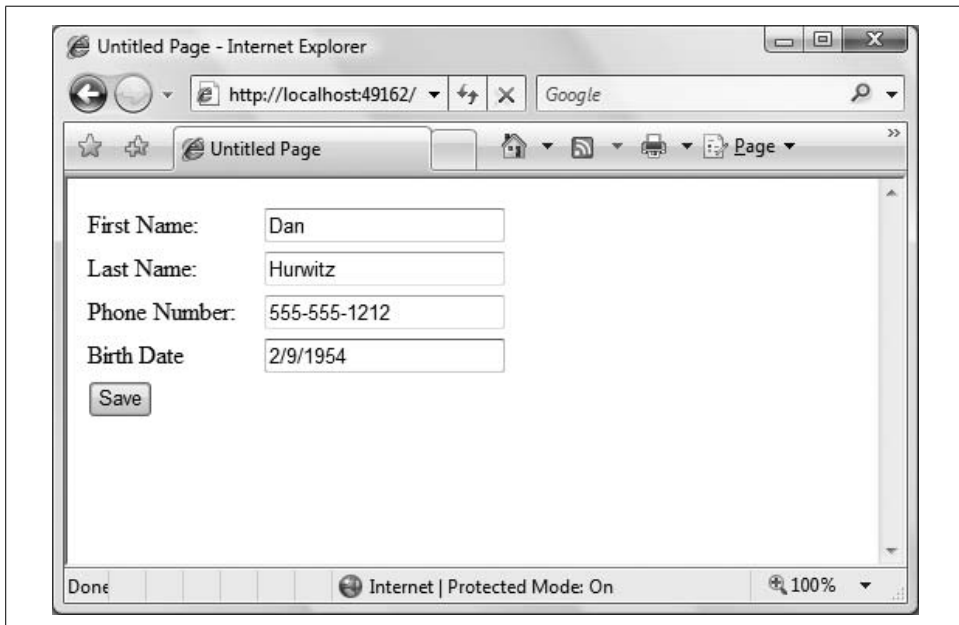 Untitled Page - Internet Explorer
http://localhost:49162/ Google
Untitled Page Page
First Name: Dan
Last Name: Hurwitz
Phone Number: 555-555-1212
Birth Date 2/9/1954
Save
Done Internet | Protected Mode: On 100%